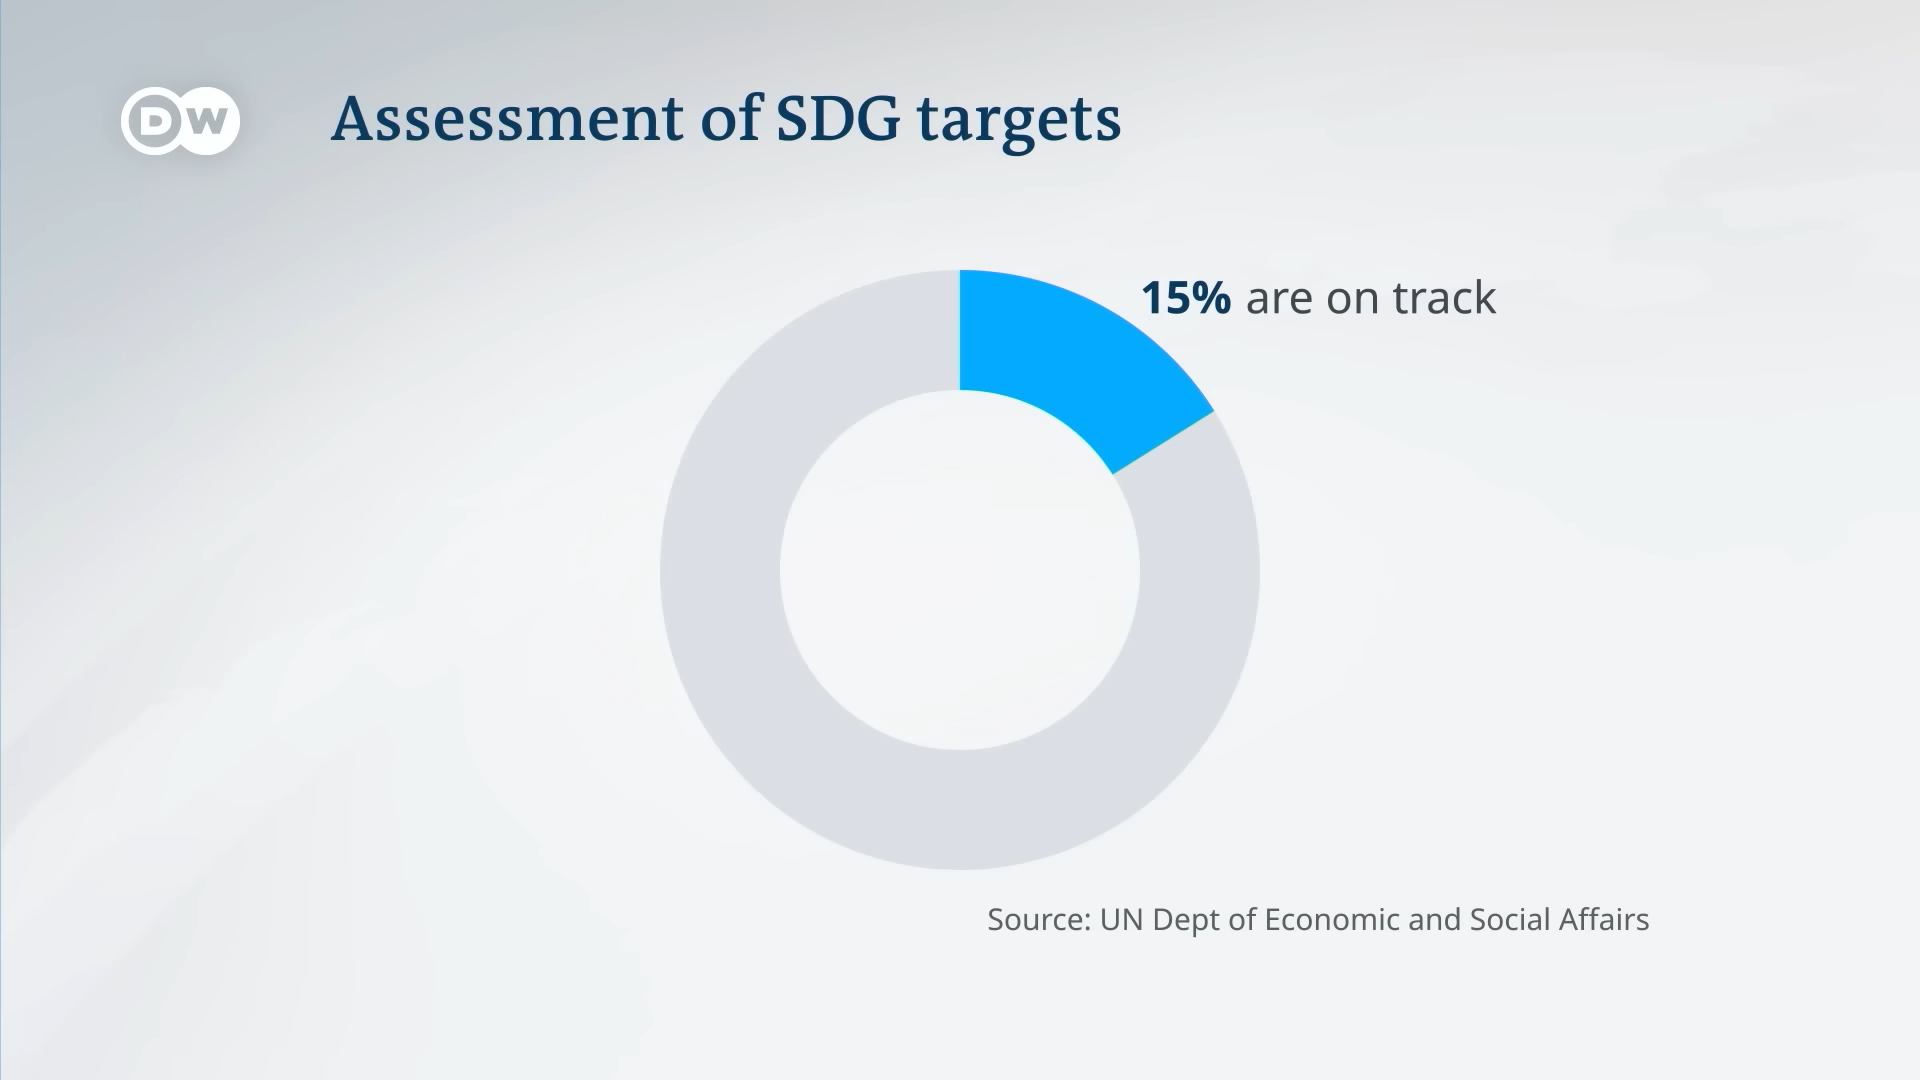 DW
Assessment of SDG targets
15% are on track
Source: UN Dept of Economic and Social Affairs